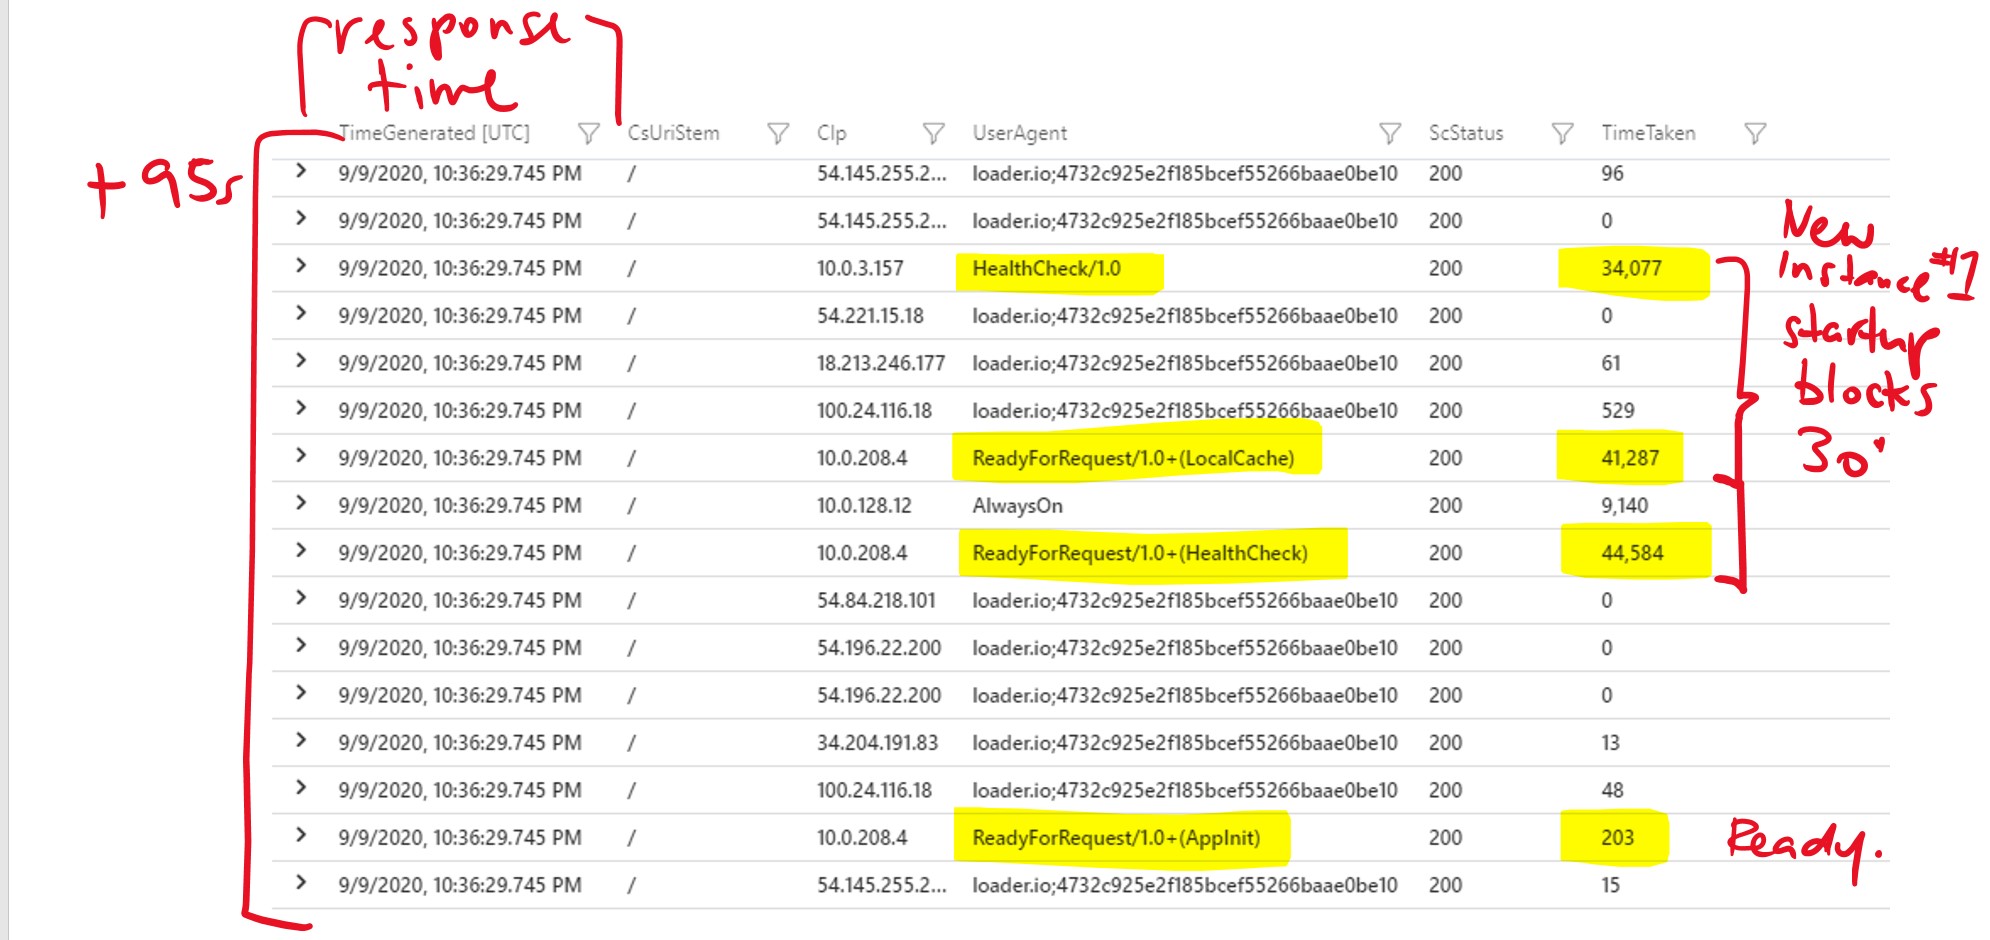 response
time
TimeGenerated [UTC] CsUriStem CIp UserAgent ScStatus TimeTaken
+95s
9/9/2020, 10:36:29.745 PM / 54.145.255.2... loader.io;4732c925e2f185bcef55266baae0be10 200 96
9/9/2020, 10:36:29.745 PM / 54.145.255.2... loader.io;4732c925e2f185bcef55266baae0be10 200 0
9/9/2020, 10:36:29.745 PM / 10.0.3.157 HealthCheck/1.0 200 34,077
9/9/2020, 10:36:29.745 PM / 54.221.15.18 loader.io;4732c925e2f185bcef55266baae0be10 200 0
9/9/2020, 10:36:29.745 PM / 18.213.246.177 loader.io;4732c925e2f185bcef55266baae0be10 200 61
9/9/2020, 10:36:29.745 PM / 100.24.116.18 loader.io;4732c925e2f185bcef55266baae0be10 200 529
9/9/2020, 10:36:29.745 PM / 10.0.208.4 ReadyForRequest/1.0+(LocalCache) 200 41,287
9/9/2020, 10:36:29.745 PM / 10.0.128.12 AlwaysOn 200 9,140
9/9/2020, 10:36:29.745 PM / 10.0.208.4 ReadyForRequest/1.0+(HealthCheck) 200 44,584
9/9/2020, 10:36:29.745 PM / 54.84.218.101 loader.io;4732c925e2f185bcef55266baae0be10 200 0
9/9/2020, 10:36:29.745 PM / 54.196.22.200 loader.io;4732c925e2f185bcef55266baae0be10 200 0
9/9/2020, 10:36:29.745 PM / 54.196.22.200 loader.io;4732c925e2f185bcef55266baae0be10 200 0
9/9/2020, 10:36:29.745 PM / 34.204.191.83 loader.io;4732c925e2f185bcef55266baae0be10 200 13
9/9/2020, 10:36:29.745 PM / 100.24.116.18 loader.io;4732c925e2f185bcef55266baae0be10 200 48
9/9/2020, 10:36:29.745 PM / 10.0.208.4 ReadyForRequest/1.0+(AppInit) 200 203
9/9/2020, 10:36:29.745 PM / 54.145.255.2... loader.io;4732c925e2f185bcef55266baae0be10 200 15
New
instance #1
startup
blocks
30"
Ready.